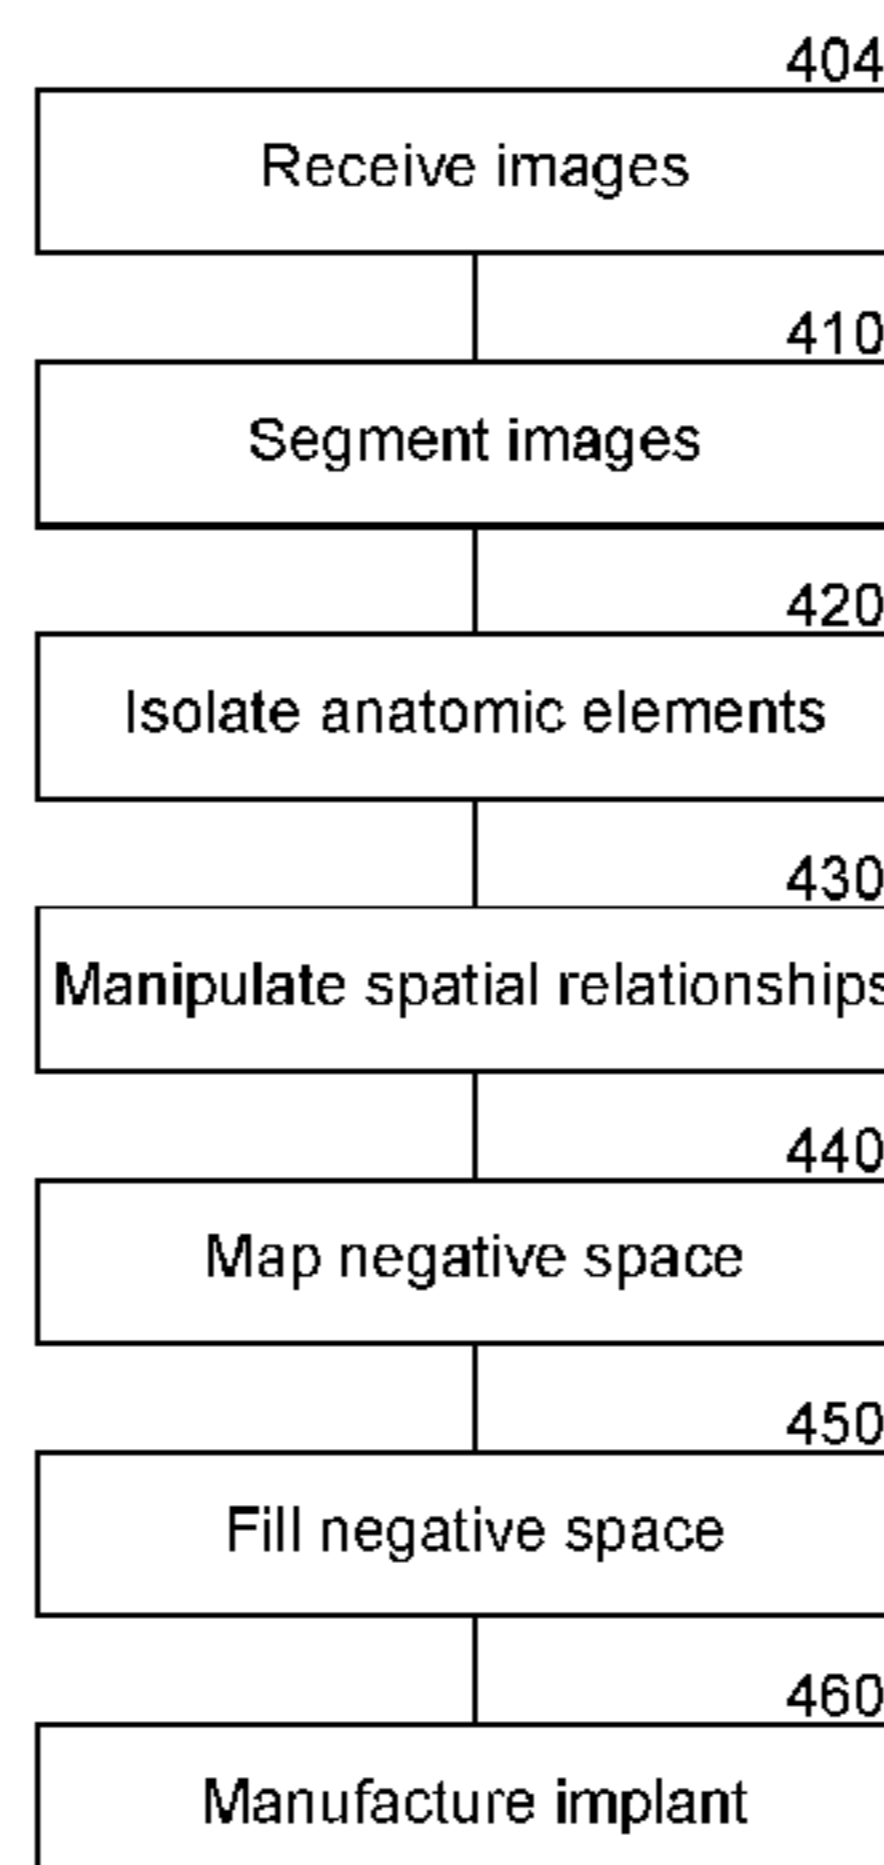 404
Receive images
410
Segment images
420
Isolate anatomic elements
430
Manipulate spatial relationships
440
Map negative space
450
Fill negative space
460
Manufacture implant